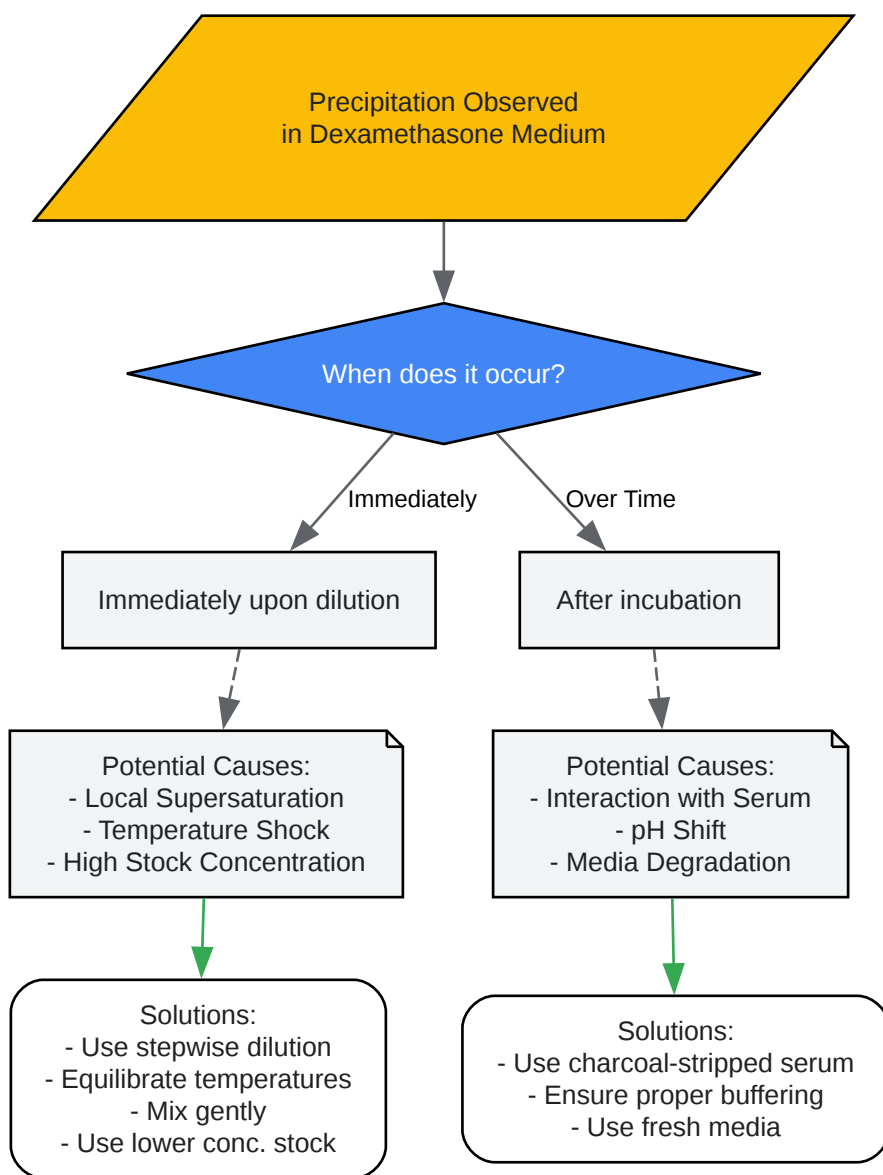 Precipitation Observed
in Dexamethasone Medium
When does it occur?
Immediately
Over Time
Immediately upon dilution
After incubation
Potential Causes:
- Local Supersaturation
- Temperature Shock
- High Stock Concentration
Potential Causes:
- Interaction with Serum
- pH Shift
- Media Degradation
Solutions:
- Use stepwise dilution
- Equilibrate temperatures
- Mix gently
- Use lower conc. stock
Solutions:
- Use charcoal-stripped serum
- Ensure proper buffering
- Use fresh media